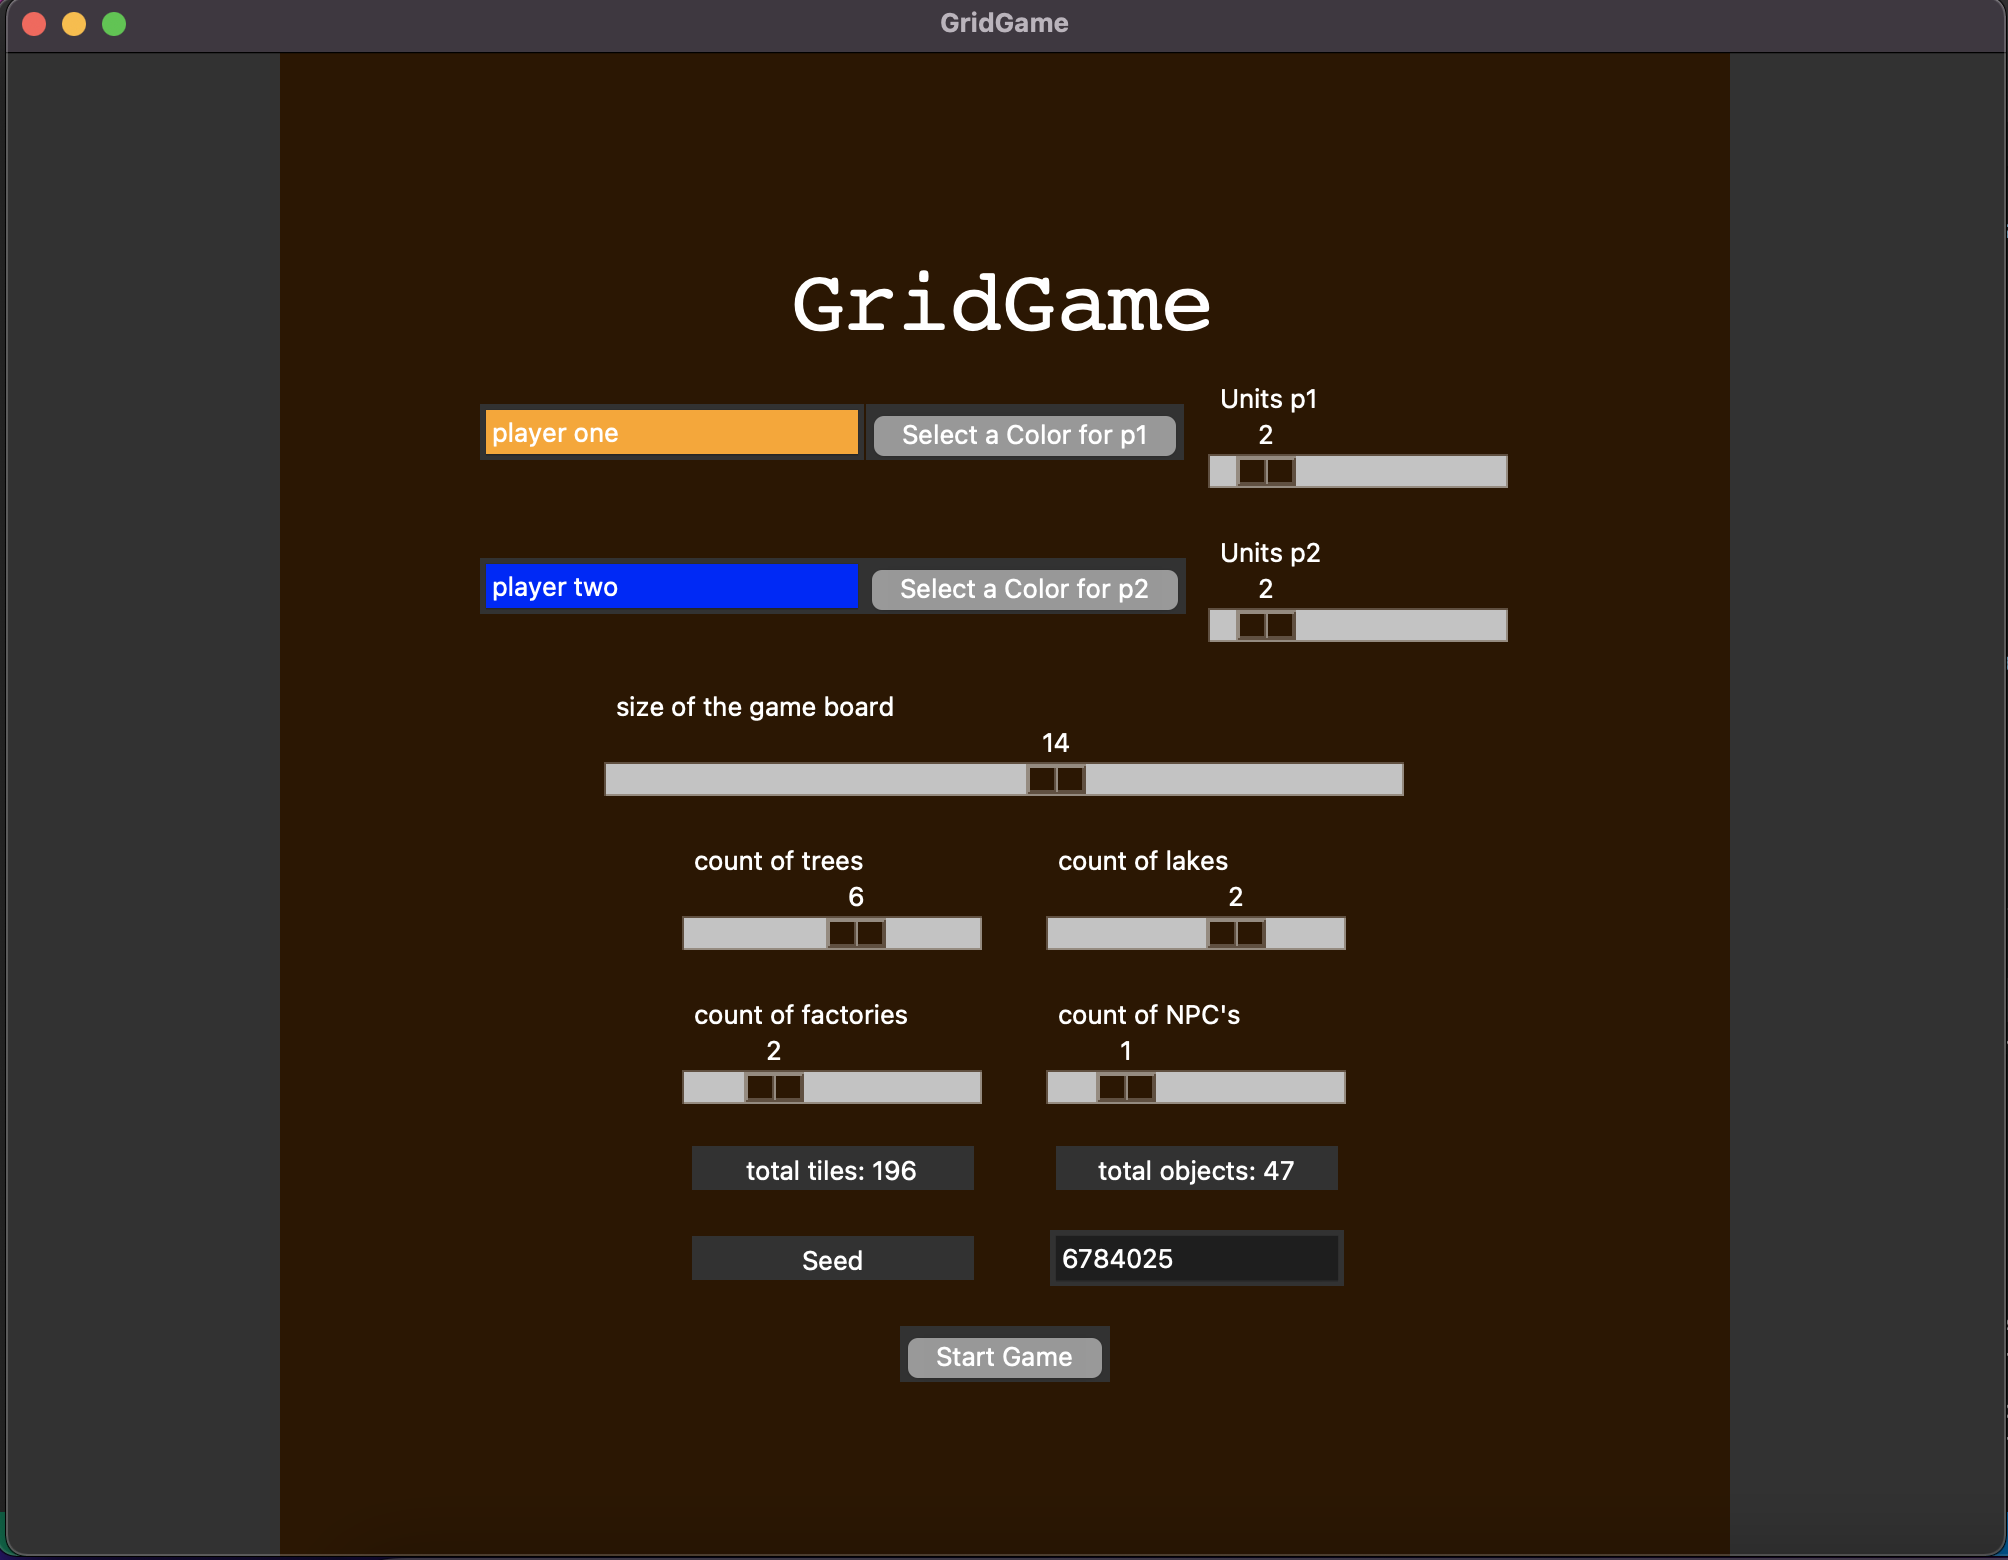 GridGame
GridGame
player one
Select a Color for p1
Units p1
2
player two
Select a Color for p2
Units p2
2
size of the game board
14
count of trees
6
count of lakes
2
count of factories
2
count of NPC's
1
total tiles: 196
total objects: 47
Seed
6784025
Start Game